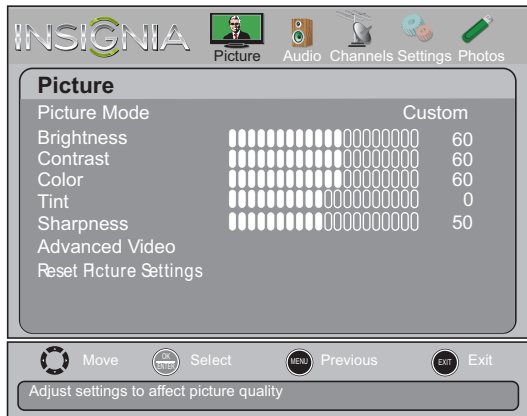 INSIGNIA
Picture Audio Channels Settings Photos
Picture
Picture Mode Custom
Brightness 60
Contrast 60
Color 60
Tint 0
Sharpness 50
Advanced Video
Reset Picture Settings
Move OK ENTER Select MENU Previous EXIT Exit
Adjust settings to affect picture quality